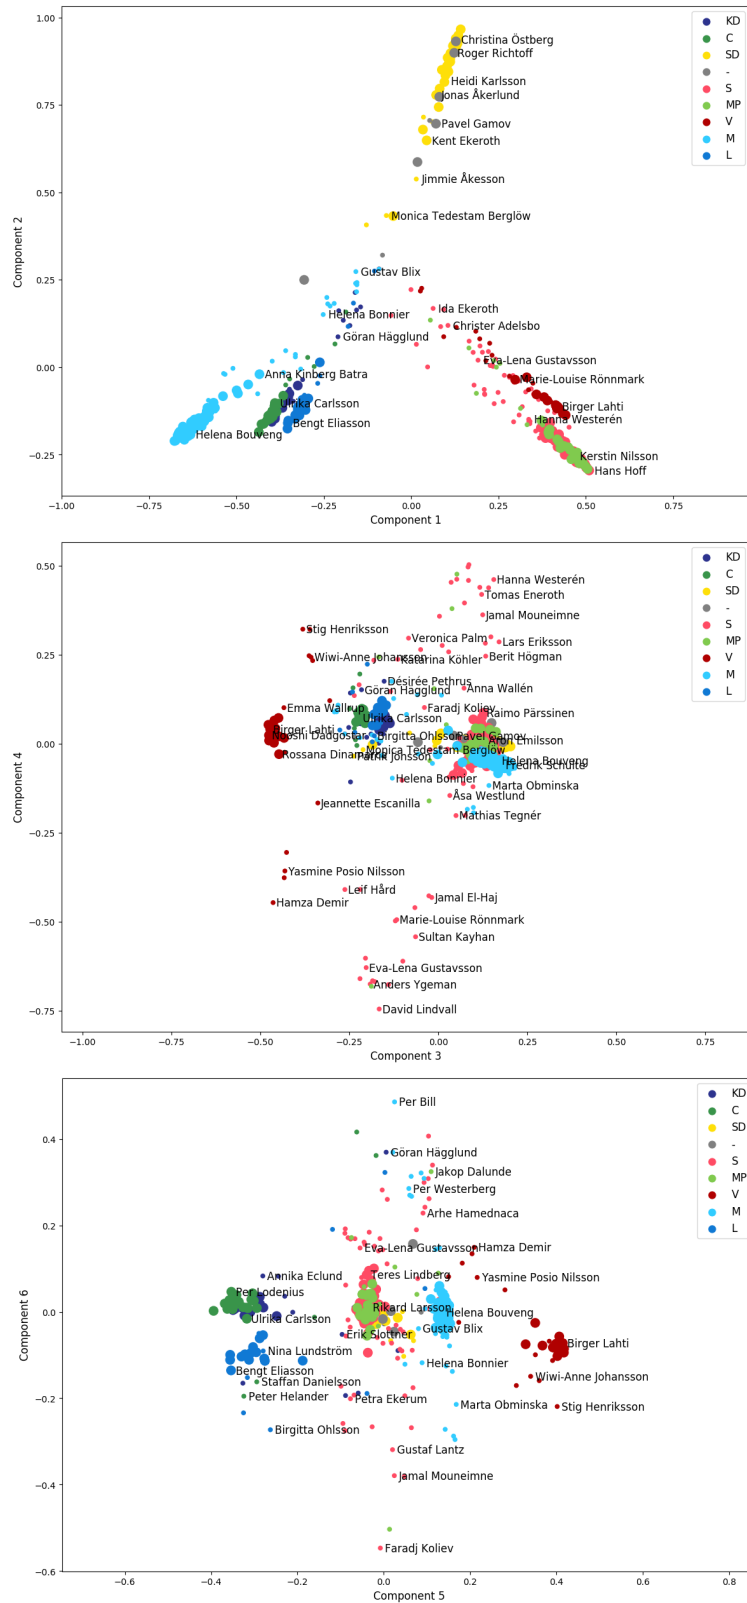 1.00
0.75
0.50
0.25
0.00
−0.25
Component 2
Christina Östberg
Roger Richtoff
Heidi Karlsson
Jonas Åkerlund
Pavel Gamov
Kent Ekeroth
Jimmie Åkesson
Monica Tedestam Berglöw
Gustav Blix
Helena Bonnier
Göran Hägglund
Ida Ekeroth
Christer Adelsbo
Eva-Lena Gustavsson
Marie-Louise Rönnmark
Anna Kinberg Batra
Ulrika Carlsson
Bengt Eliasson
Helena Bouveng
Birger Lahti
Hanna Westerén
Kerstin Nilsson
Hans Hoff
KD
C
SD
-
S
MP
V
M
L
−1.00 −0.75 −0.50 −0.25 0.00 0.25 0.50 0.75
Component 1
0.50
0.25
0.00
−0.25
−0.50
−0.75
Component 4
Hanna Westerén
Tomas Eneroth
Jamal Mouneimne
Stig Henriksson
Veronica Palm
Lars Eriksson
Wiwi-Anne Johansson
Katarina Köhler
Berit Högman
Désirée Pethrus
Göran Hägglund
Anna Wallén
Emma Wallrup
Faradj Koliev
Raimo Pärssinen
Ulrika Carlsson
Birger Lahti
Dadgostar
Birgitta Ohlsson
Pavel Gamov
Emilsson
Rossana Dinamarca
Monica Tedestam Berglöw
Patrik Jönsson
Helena Bouveng
Fredrik Schulte
Helena Bonnier
Marta Obminska
Jeannette Escanilla
Åsa Westlund
Mathias Tegnér
Yasmine Posio Nilsson
Leif Hård
Hamza Demir
Jamal El-Haj
Marie-Louise Rönnmark
Sultan Kayhan
Eva-Lena Gustavsson
Anders Ygeman
David Lindvall
KD
C
SD
-
S
MP
V
M
L
−1.00 −0.75 −0.50 −0.25 0.00 0.25 0.50 0.75
Component 3
0.4
0.2
0.0
−0.2
−0.4
−0.6
Component 6
Per Bill
Göran Hägglund
Jakop Dalunde
Per Westerberg
Arhe Hamednaca
Eva-Lena Gustavsson
Hamza Demir
Annika Eclund
Teres Lindberg
Yasmine Posio Nilsson
Per Lodenius
Rikard Larsson
Helena Bouveng
Ulrika Carlsson
Gustav Blix
Erik Slottner
Birger Lahti
Nina Lundström
Helena Bonnier
Bengt Eliasson
Wiwi-Anne Johansson
Staffan Danielsson
Peter Helander
Petra Ekerum
Marta Obminska
Stig Henriksson
Birgitta Ohlsson
Gustaf Lantz
Jamal Mouneimne
Faradj Koliev
KD
C
SD
-
S
MP
V
M
L
−0.6 −0.4 −0.2 0.0 0.2 0.4 0.6 0.8
Component 5